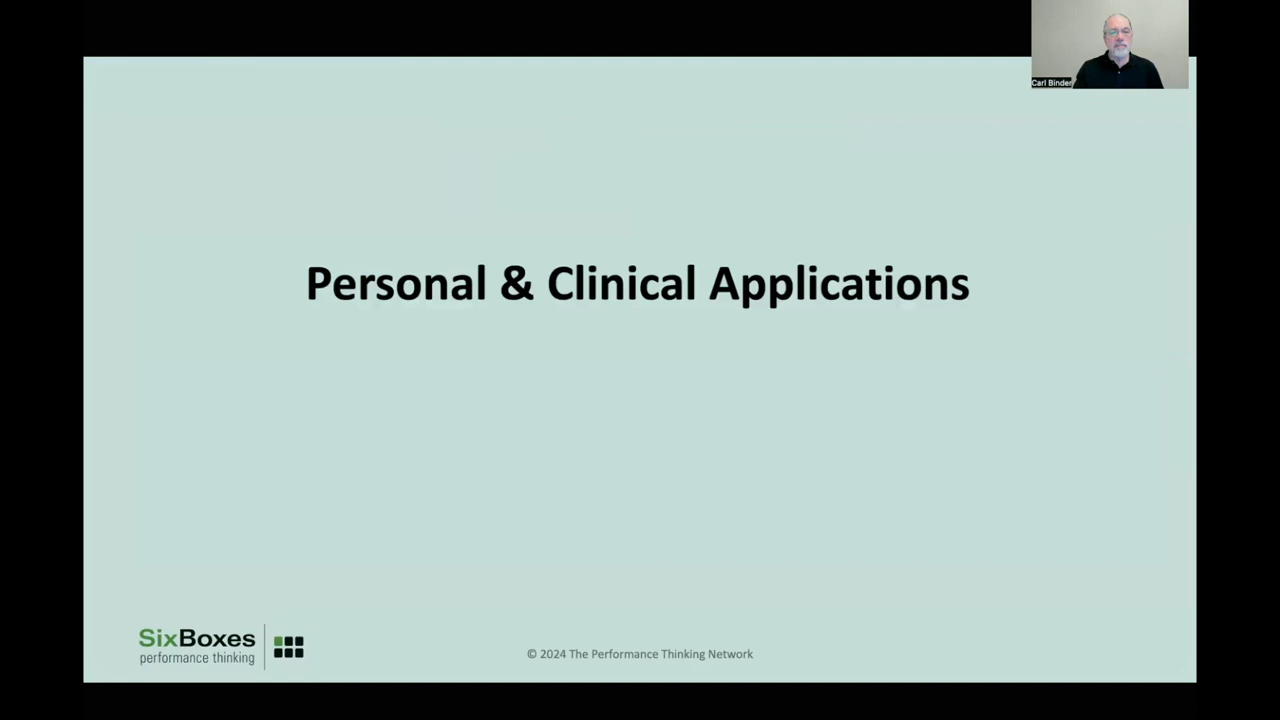 Carl Binder
Personal & Clinical Applications
SixBoxes
performance thinking
© 2024 The Performance Thinking Network